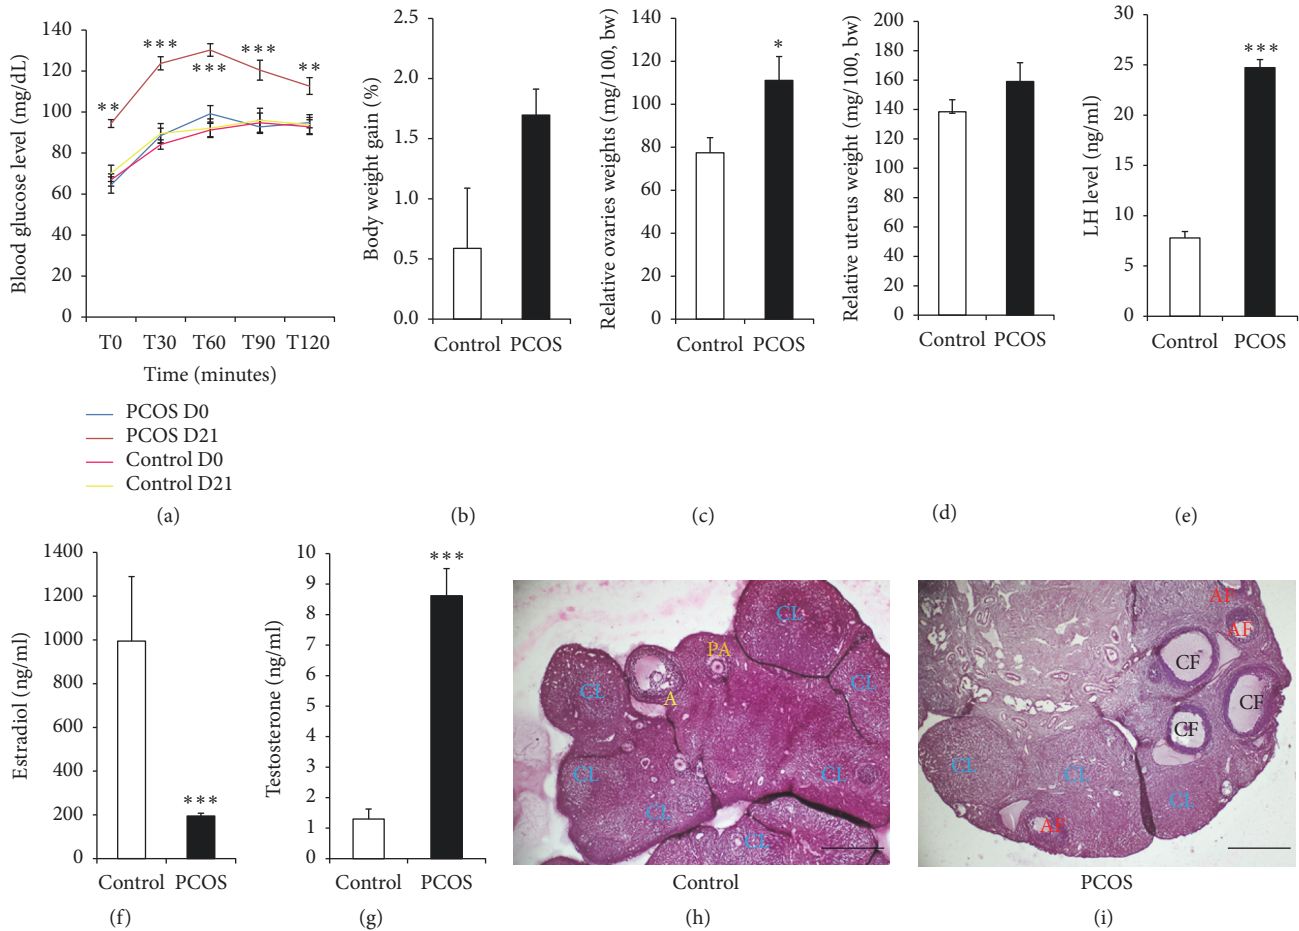 Blood glucose level (mg/dL)
140
120
100
80
60
40
20
0
**
***
***
***
**
T0 T30 T60 T90 T120
Time (minutes)
PCOS D0
PCOS D21
Control D0
Control D21
(a)
Body weight gain (%)
2.5
2.0
1.5
1.0
0.5
0.0
Control PCOS
(b)
Relative ovaries weights (mg/100, bw)
140
120
100
80
60
40
20
0
*
Control PCOS
(c)
Relative uterus weight (mg/100, bw)
200
180
160
140
120
100
80
60
40
20
0
Control PCOS
(d)
LH level (ng/ml)
30
25
20
15
10
5
0
***
Control PCOS
(e)
Estradiol (ng/ml)
1400
1200
1000
800
600
400
200
0
***
Control PCOS
(f)
Testosterone (ng/ml)
10
9
8
7
6
5
4
3
2
1
0
***
Control PCOS
(g)
CL
PA
CL
CL
A
CL
CL
CL
CL
Control
(h)
AF
AF
CF
CF
CF
CL
CL
CL
AF
PCOS
(i)